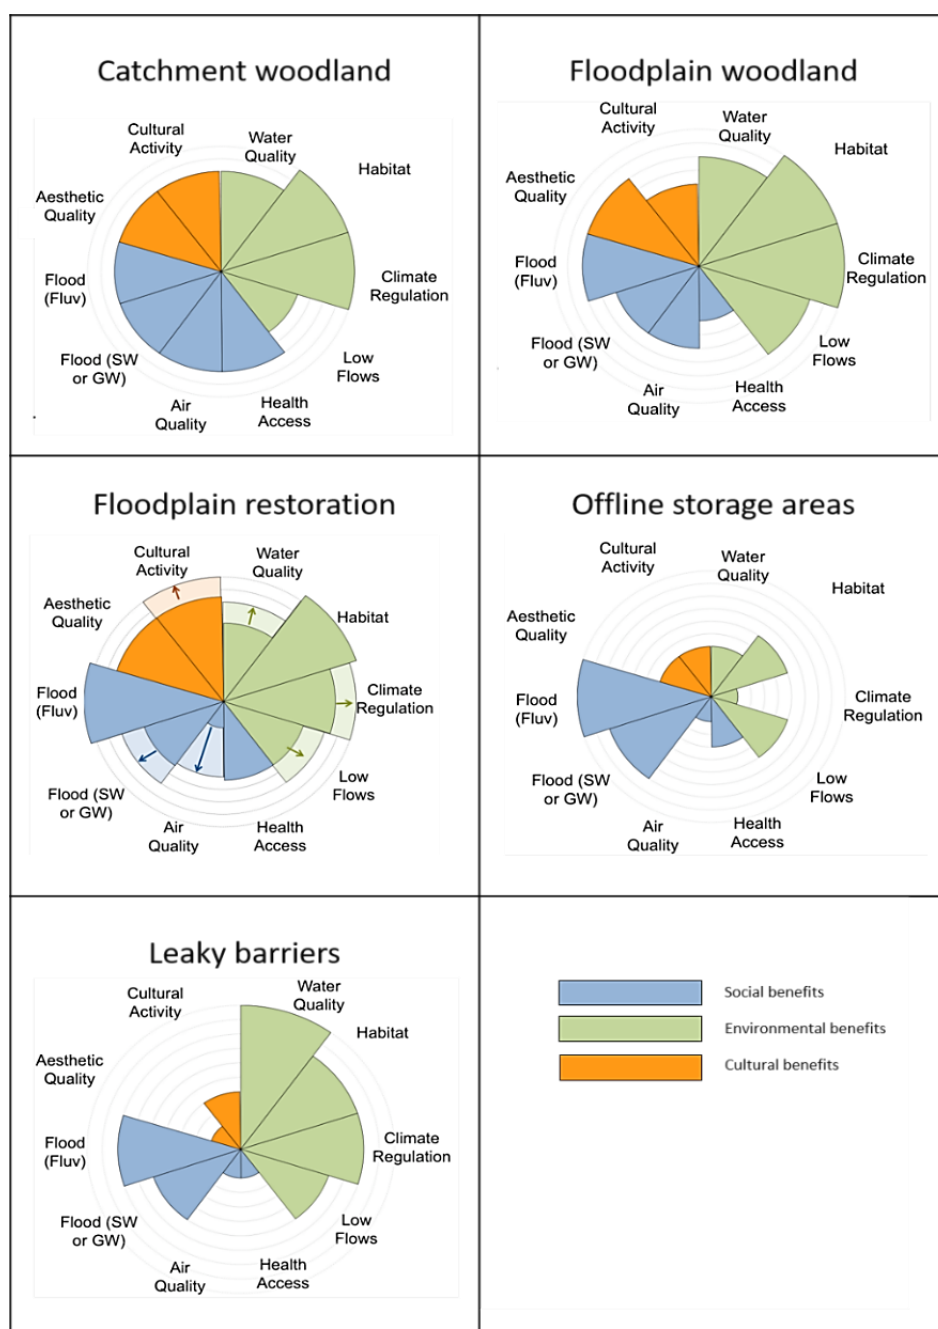 Catchment woodland
Cultural
Activity
Water
Quality
Habitat
Aesthetic
Quality
Flood
(Fluv)
Climate
Regulation
Flood (SW
or GW)
Low
Flows
Air
Quality
Health
Access
Floodplain woodland
Cultural
Activity
Water
Quality
Habitat
Aesthetic
Quality
Flood
(Fluv)
Climate
Regulation
Flood (SW
or GW)
Low
Flows
Air
Quality
Health
Access
Floodplain restoration
Cultural
Activity
Water
Quality
Aesthetic
Quality
Habitat
Flood
(Fluv)
Climate
Regulation
Flood (SW
or GW)
Low
Flows
Air
Quality
Health
Access
Offline storage areas
Cultural
Activity
Water
Quality
Habitat
Aesthetic
Quality
Flood
(Fluv)
Climate
Regulation
Flood (SW
or GW)
Low
Flows
Air
Quality
Health
Access
Leaky barriers
Cultural
Activity
Water
Quality
Habitat
Aesthetic
Quality
Flood
(Fluv)
Climate
Regulation
Flood (SW
or GW)
Low
Flows
Air
Quality
Health
Access
Social benefits
Environmental benefits
Cultural benefits